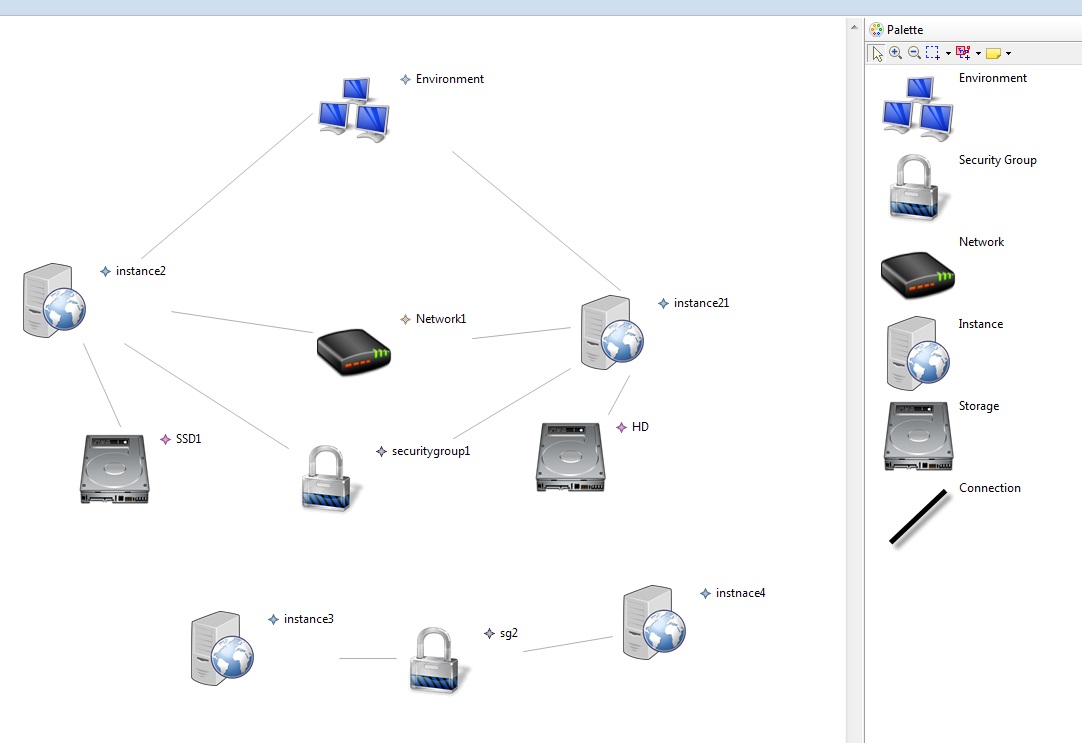 Environment
instance2
instance21
Network1
SSD1
securitygroup1
HD
instance3
sg2
instnace4
Palette
Environment
Security Group
Network
Instance
Storage
Connection